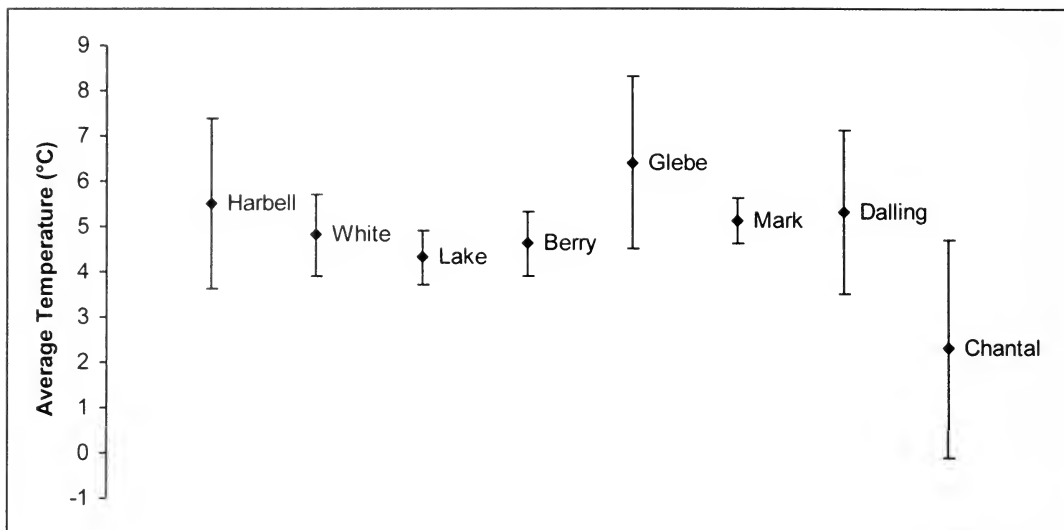 Average Temperature (°C)
9
8
7
6
5
4
3
2
1
0
-1
Harbell
White
Lake
Berry
Glebe
Mark
Dalling
Chantal